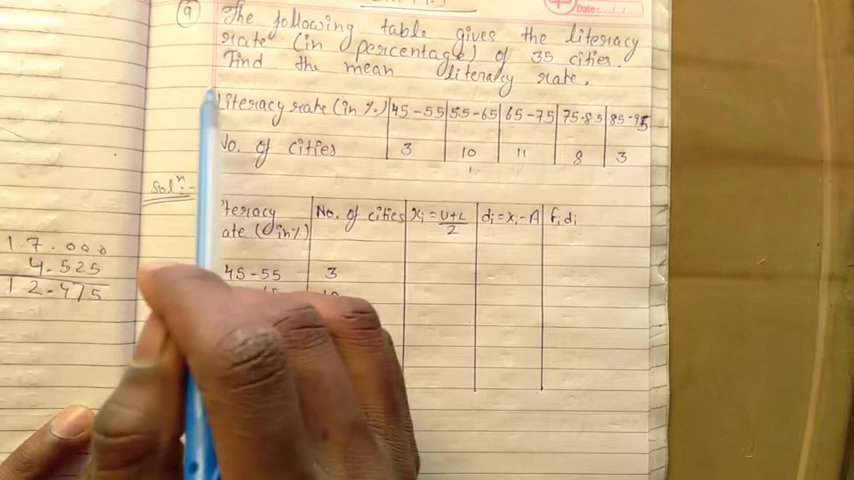 9 The following table gives the literacy
rate (in percentage) of 35 cities.
Find the mean literacy rate.
Literacy rate (in %) 45-55 55-65 65-75 75-85 85-95
No. of cities 3 10 11 8 3
Solⁿ:-
teracy No. of cities xi = U+L/2 di = xi - A fidi
ate (in %)
45-55 3
17.000
4.525
12.475
Date: